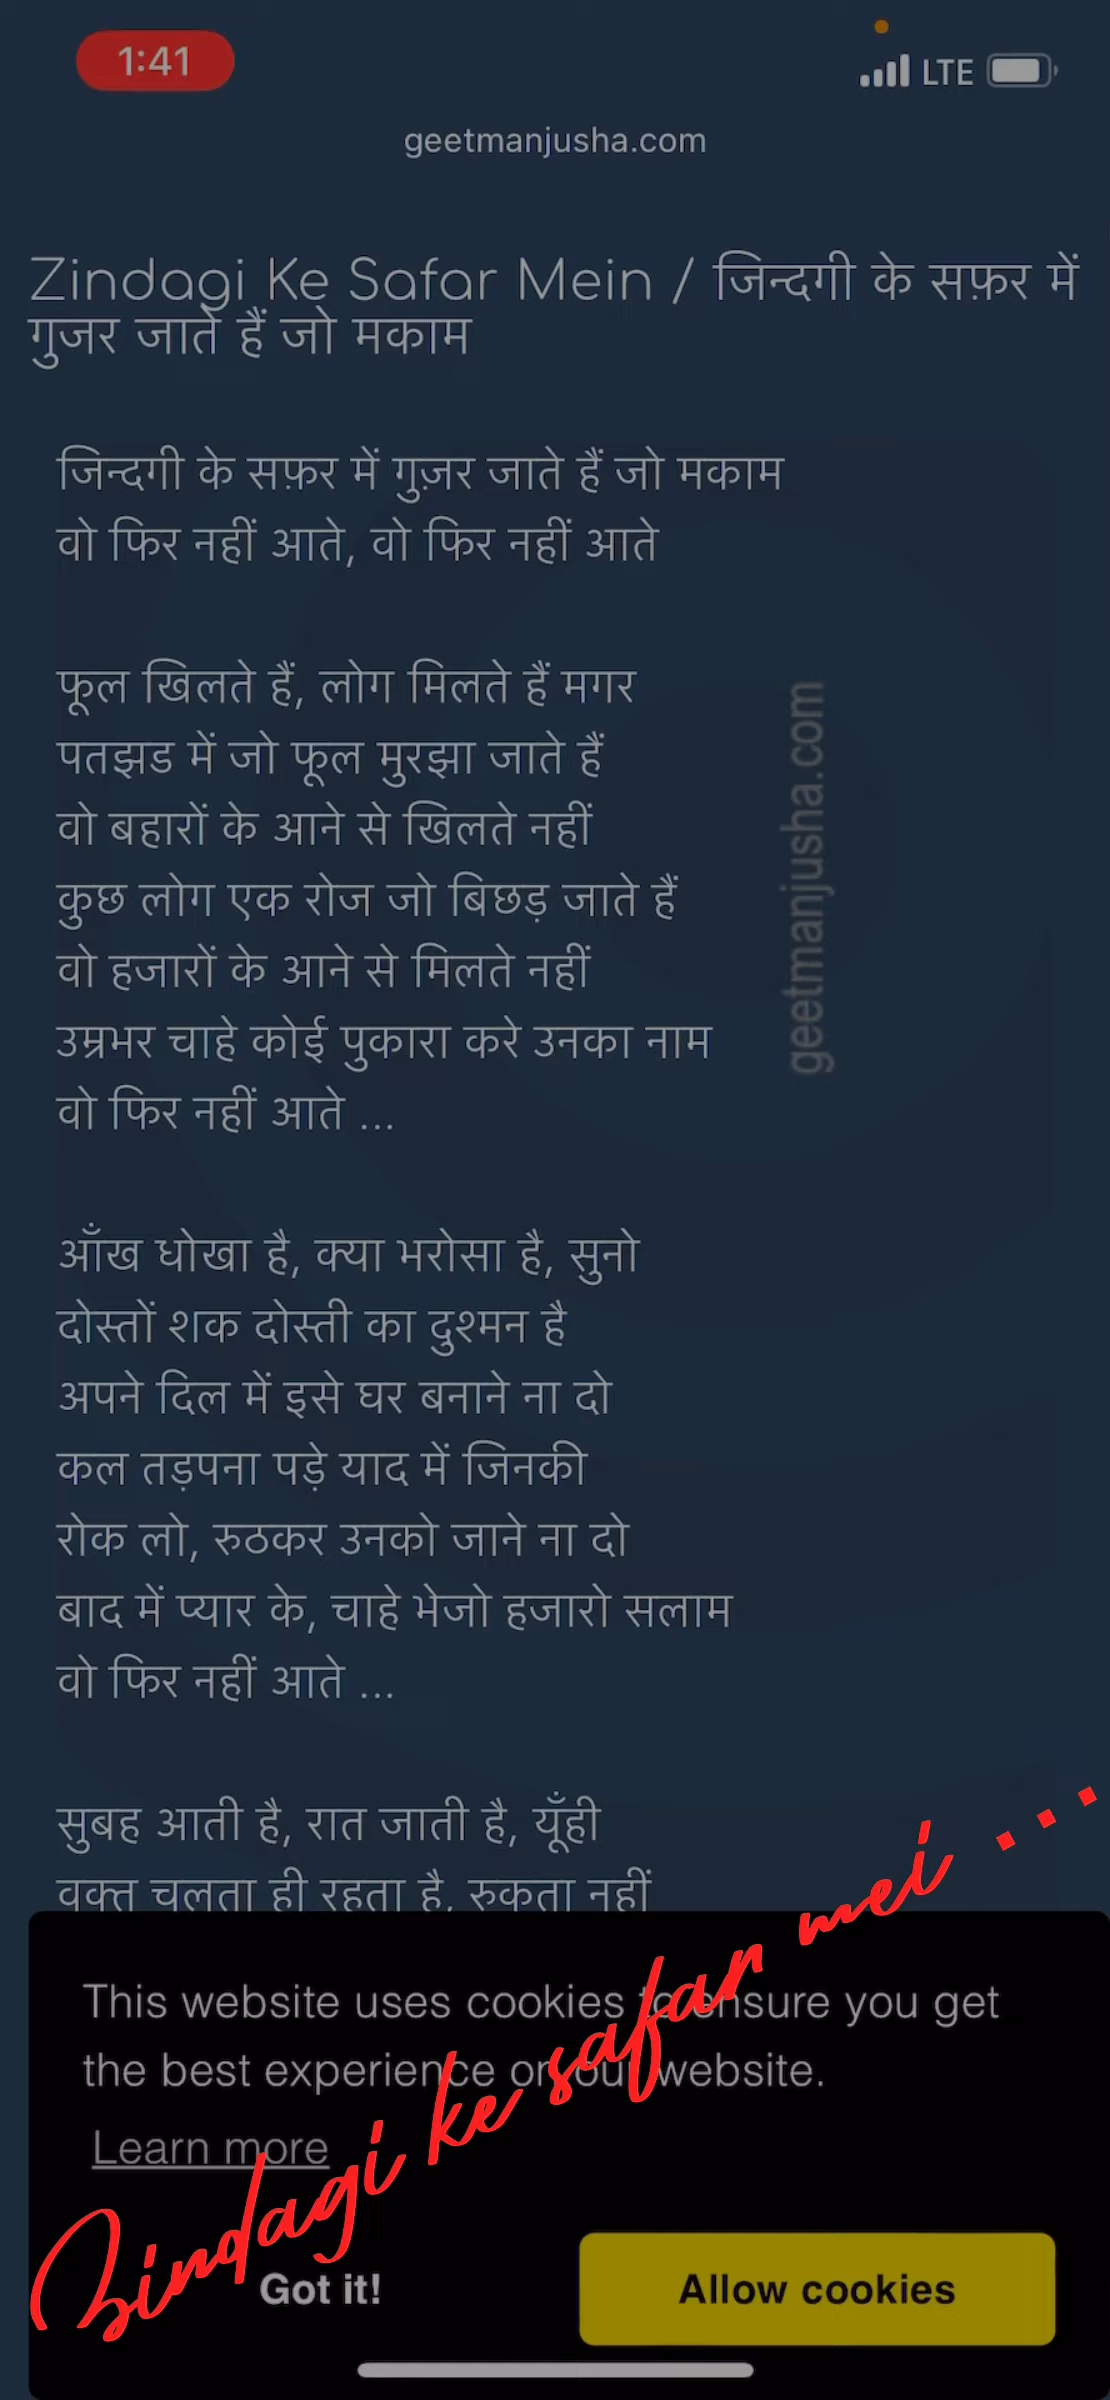 1:41
LTE
geetmanjusha.com
Zindagi Ke Safar Mein / जिन्दगी के सफ़र में
गुजर जाते हैं जो मकाम
जिन्दगी के सफ़र में गुज़र जाते हैं जो मकाम
वो फिर नहीं आते, वो फिर नहीं आते
फूल खिलते हैं, लोग मिलते हैं मगर
पतझड में जो फूल मुरझा जाते हैं
वो बहारों के आने से खिलते नहीं
कुछ लोग एक रोज जो बिछड़ जाते हैं
वो हजारों के आने से मिलते नहीं
उम्रभर चाहे कोई पुकारा करे उनका नाम
वो फिर नहीं आते ...
geetmanjusha.com
आँख धोखा है, क्या भरोसा है, सुनो
दोस्तों शक दोस्ती का दुश्मन है
अपने दिल में इसे घर बनाने ना दो
कल तड़पना पड़े याद में जिनकी
रोक लो, रुठकर उनको जाने ना दो
बाद में प्यार के, चाहे भेजो हजारो सलाम
वो फिर नहीं आते ...
सुबह आती है, रात जाती है, यूँही
वक्त चलता ही रहता है, रुकता नहीं
This website uses cookies to ensure you get
the best experience on our website.
Learn more
Got it!
Allow cookies
Zindagi ke safar mei ...